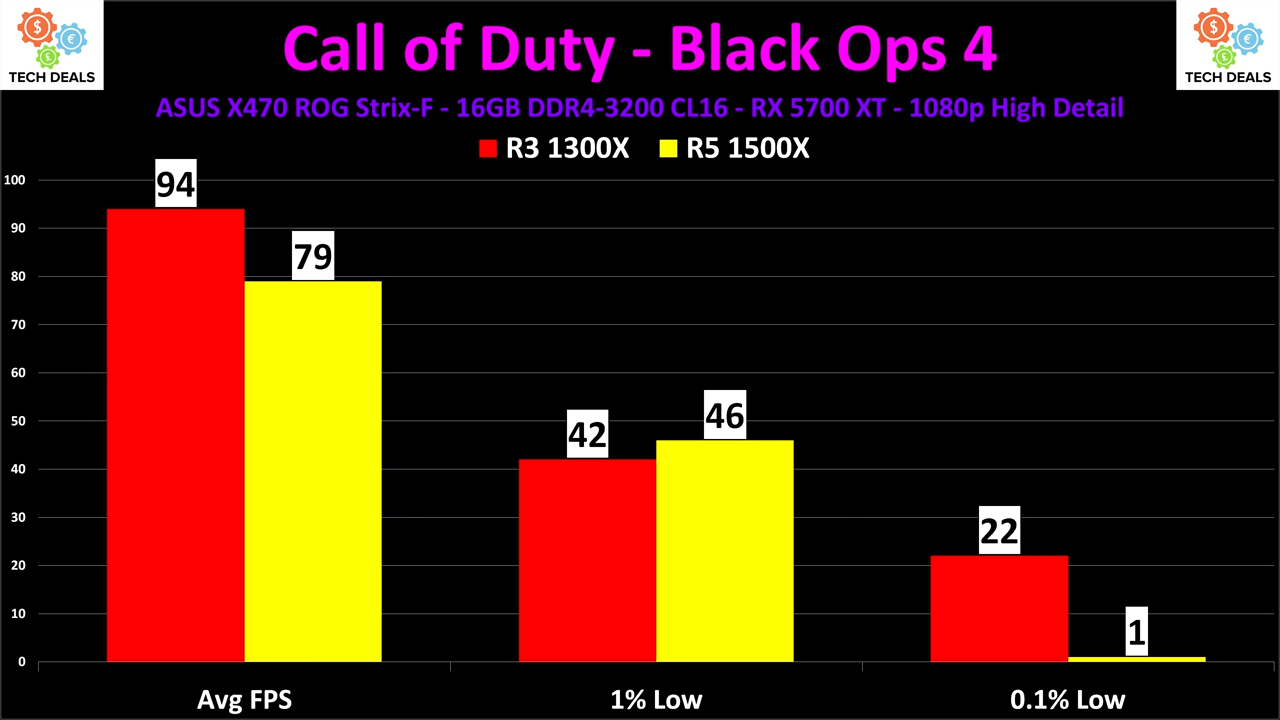 Call of Duty - Black Ops 4
TECH DEALS
TECH DEALS
ASUS X470 ROG Strix-F - 16GB DDR4-3200 CL16 - RX 5700 XT - 1080p High Detail
R3 1300X
R5 1500X
100
90
80
70
60
50
40
30
20
10
0
94
79
42
46
22
1
Avg FPS
1% Low
0.1% Low